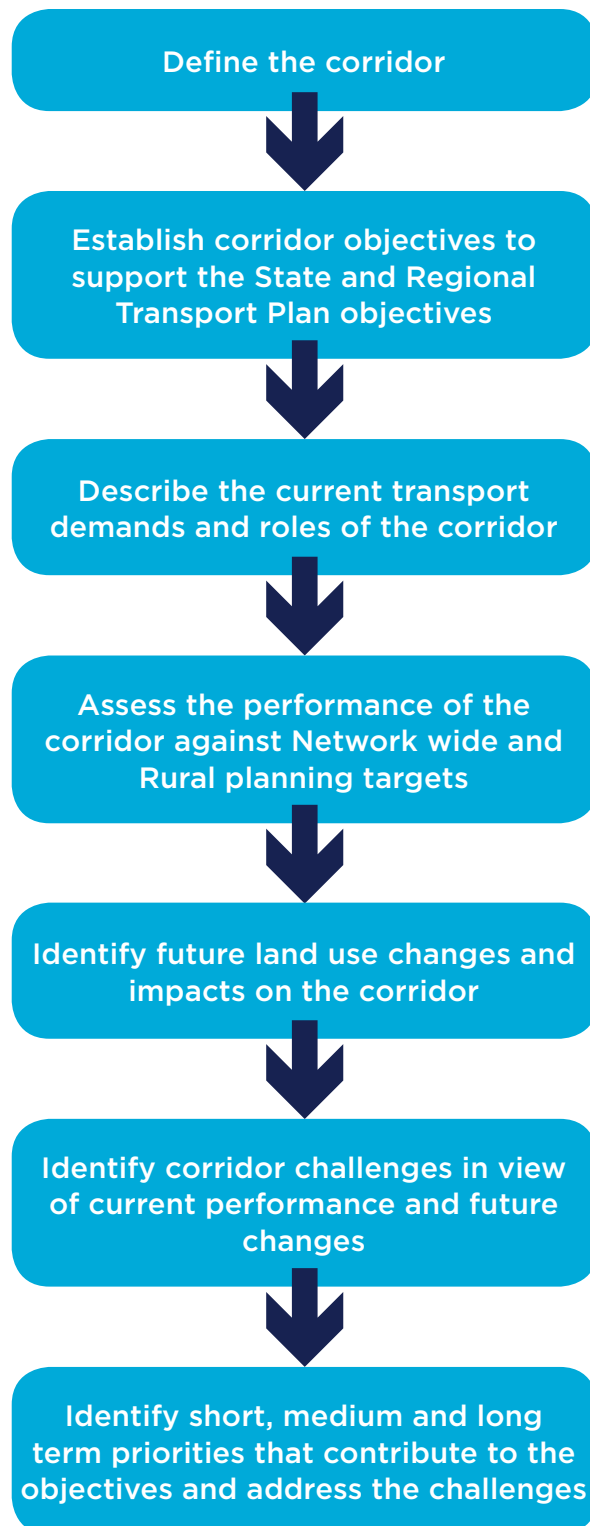 Define the corridor
Establish corridor objectives to
support the State and Regional
Transport Plan objectives
Describe the current transport
demands and roles of the corridor
Assess the performance of the
corridor against Network wide and
Rural planning targets
Identify future land use changes and
impacts on the corridor
Identify corridor challenges in view
of current performance and future
changes
Identify short, medium and long
term priorities that contribute to the
objectives and address the challenges